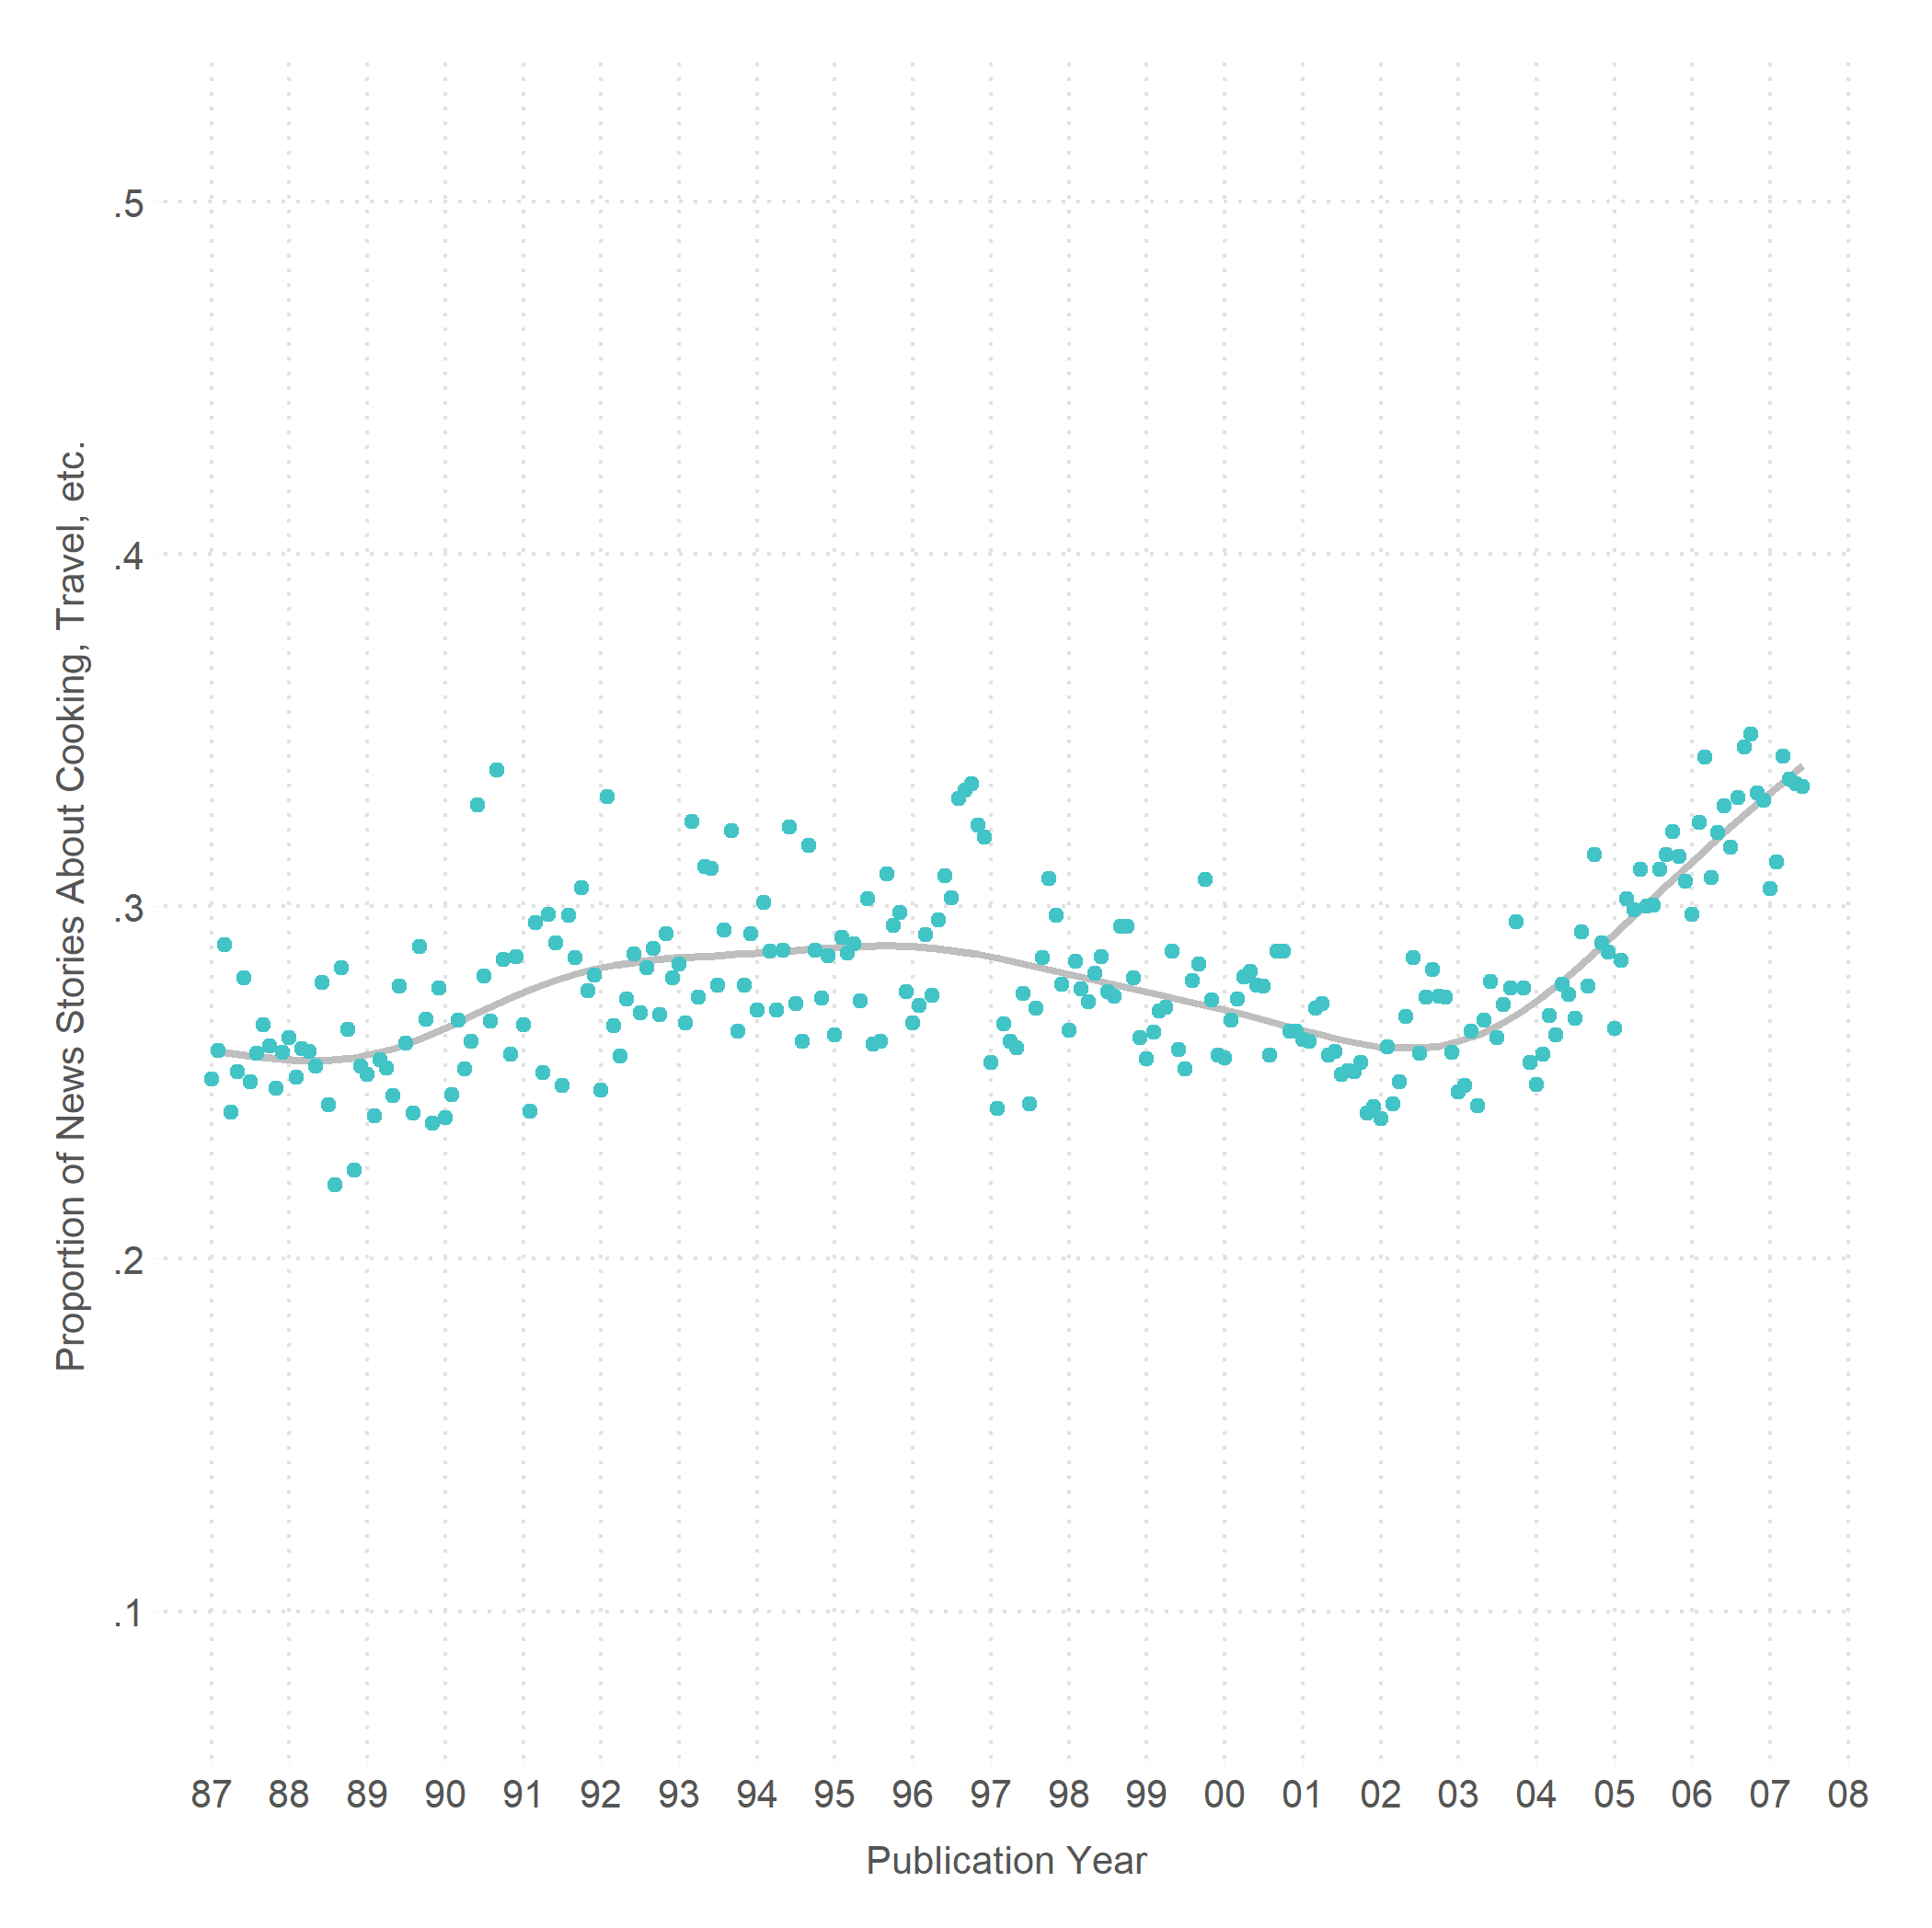 Proportion of News Stories About Cooking, Travel, etc.
.5
.4
.3
.2
.1
87 88 89 90 91 92 93 94 95 96 97 98 99 00 01 02 03 04 05 06 07 08
Publication Year